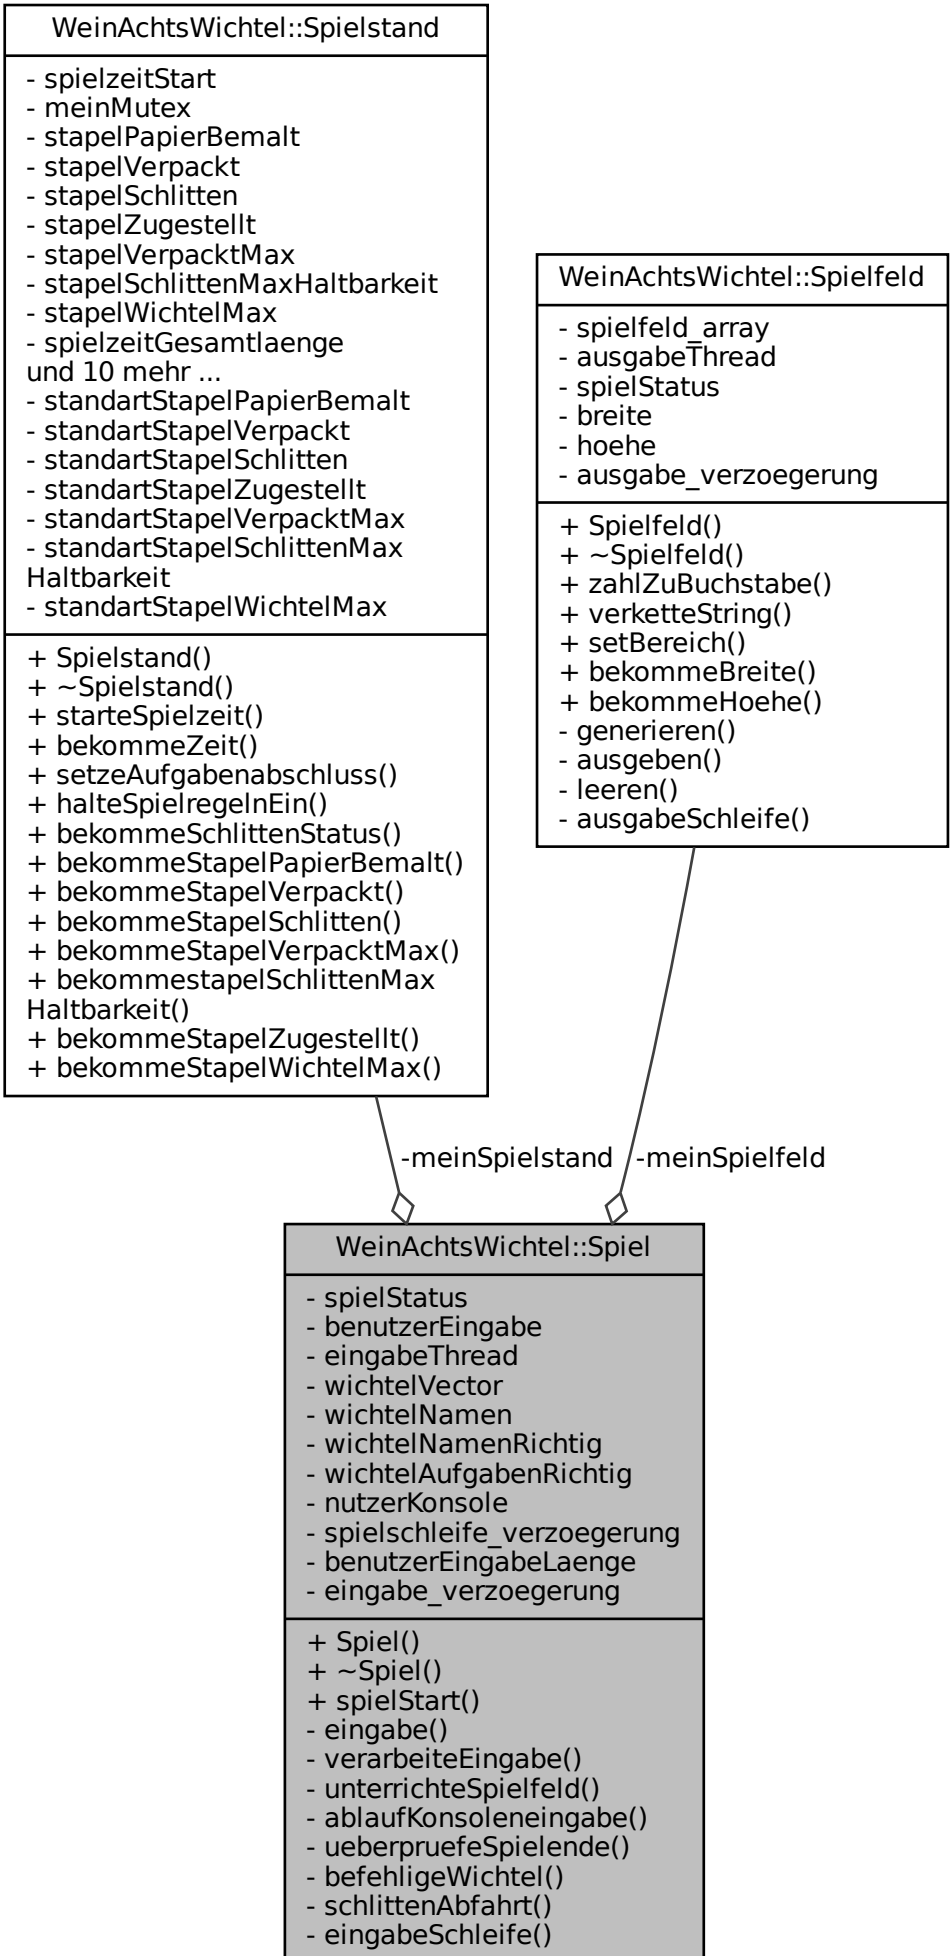 WeinAchtsWichtel::Spielstand
- spielzeitStart
- meinMutex
- stapelPapierBemalt
- stapelVerpackt
- stapelSchlitten
- stapelZugestellt
- stapelVerpacktMax
- stapelSchlittenMaxHaltbarkeit
- stapelWichtelMax
- spielzeitGesamtlaenge
und 10 mehr ...
- standartStapelPapierBemalt
- standartStapelVerpackt
- standartStapelSchlitten
- standartStapelZugestellt
- standartStapelVerpacktMax
- standartStapelSchlittenMax
Haltbarkeit
- standartStapelWichtelMax
+ Spielstand()
+ ~Spielstand()
+ starteSpielzeit()
+ bekommeZeit()
+ setzeAufgabenabschluss()
+ halteSpielregelnEin()
+ bekommeSchlittenStatus()
+ bekommeStapelPapierBemalt()
+ bekommeStapelVerpackt()
+ bekommeStapelSchlitten()
+ bekommeStapelVerpacktMax()
+ bekommestapelSchlittenMax
Haltbarkeit()
+ bekommeStapelZugestellt()
+ bekommeStapelWichtelMax()
WeinAchtsWichtel::Spielfeld
- spielfeld_array
- ausgabeThread
- spielStatus
- breite
- hoehe
- ausgabe_verzoegerung
+ Spielfeld()
+ ~Spielfeld()
+ zahlZuBuchstabe()
+ verketteString()
+ setBereich()
+ bekommeBreite()
+ bekommeHoehe()
- generieren()
- ausgeben()
- leeren()
- ausgabeSchleife()
-meinSpielstand
-meinSpielfeld
WeinAchtsWichtel::Spiel
- spielStatus
- benutzerEingabe
- eingabeThread
- wichtelVector
- wichtelNamen
- wichtelNamenRichtig
- wichtelAufgabenRichtig
- nutzerKonsole
- spielschleife_verzoegerung
- benutzerEingabeLaenge
- eingabe_verzoegerung
+ Spiel()
+ ~Spiel()
+ spielStart()
- eingabe()
- verarbeiteEingabe()
- unterrichteSpielfeld()
- ablaufKonsoleneingabe()
- ueberpruefeSpielende()
- befehligeWichtel()
- schlittenAbfahrt()
- eingabeSchleife()